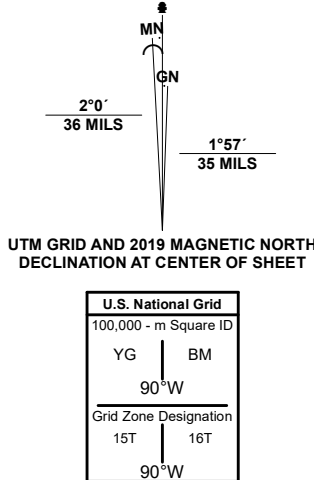 MN
GN
2°0´
36 MILS
1°57´
35 MILS
UTM GRID AND 2019 MAGNETIC NORTH
DECLINATION AT CENTER OF SHEET
U.S. National Grid
100,000 - m Square ID
YG BM
90°W
Grid Zone Designation
15T 16T
90°W